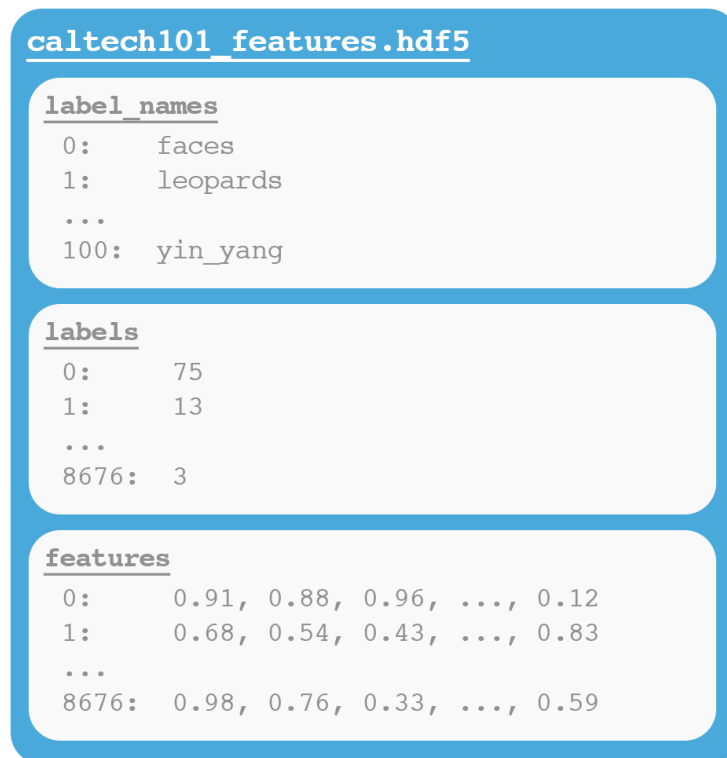 caltech101_features.hdf5
label_names
0: faces
1: leopards
...
100: yin_yang
labels
0: 75
1: 13
...
8676: 3
features
0: 0.91, 0.88, 0.96, ..., 0.12
1: 0.68, 0.54, 0.43, ..., 0.83
...
8676: 0.98, 0.76, 0.33, ..., 0.59